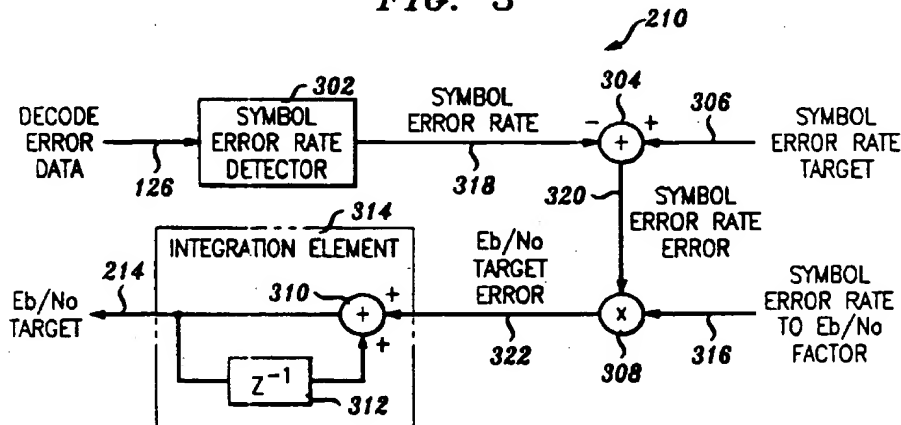 FIG. 3
210
302
304
DECODE
ERROR
DATA
126
SYMBOL
ERROR RATE
DETECTOR
SYMBOL
ERROR RATE
318
−
+
+
306
SYMBOL
ERROR RATE
TARGET
320
SYMBOL
ERROR RATE
ERROR
314
INTEGRATION ELEMENT
214
Eb/No
TARGET
310
+
+
+
Z⁻¹
312
Eb/No
TARGET
ERROR
322
x
308
316
SYMBOL
ERROR RATE
TO Eb/No
FACTOR